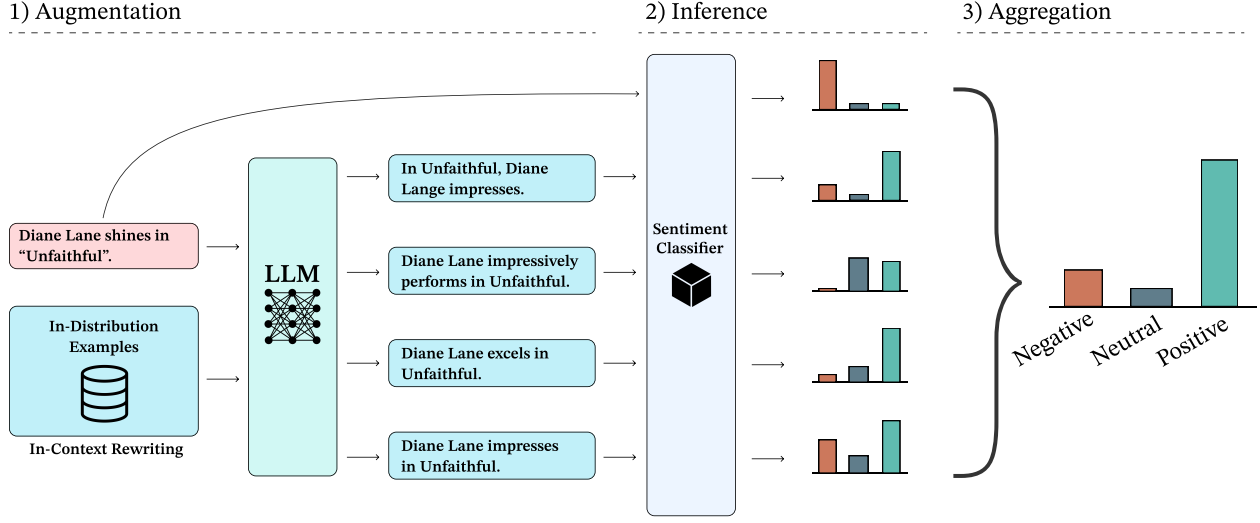 1) Augmentation
2) Inference
3) Aggregation
Diane Lane shines in
“Unfaithful”.
In-Distribution
Examples
In-Context Rewriting
LLM
In Unfaithful, Diane
Lange impresses.
Diane Lane impressively
performs in Unfaithful.
Diane Lane excels in
Unfaithful.
Diane Lane impresses
in Unfaithful.
Sentiment
Classifier
Negative
Neutral
Positive